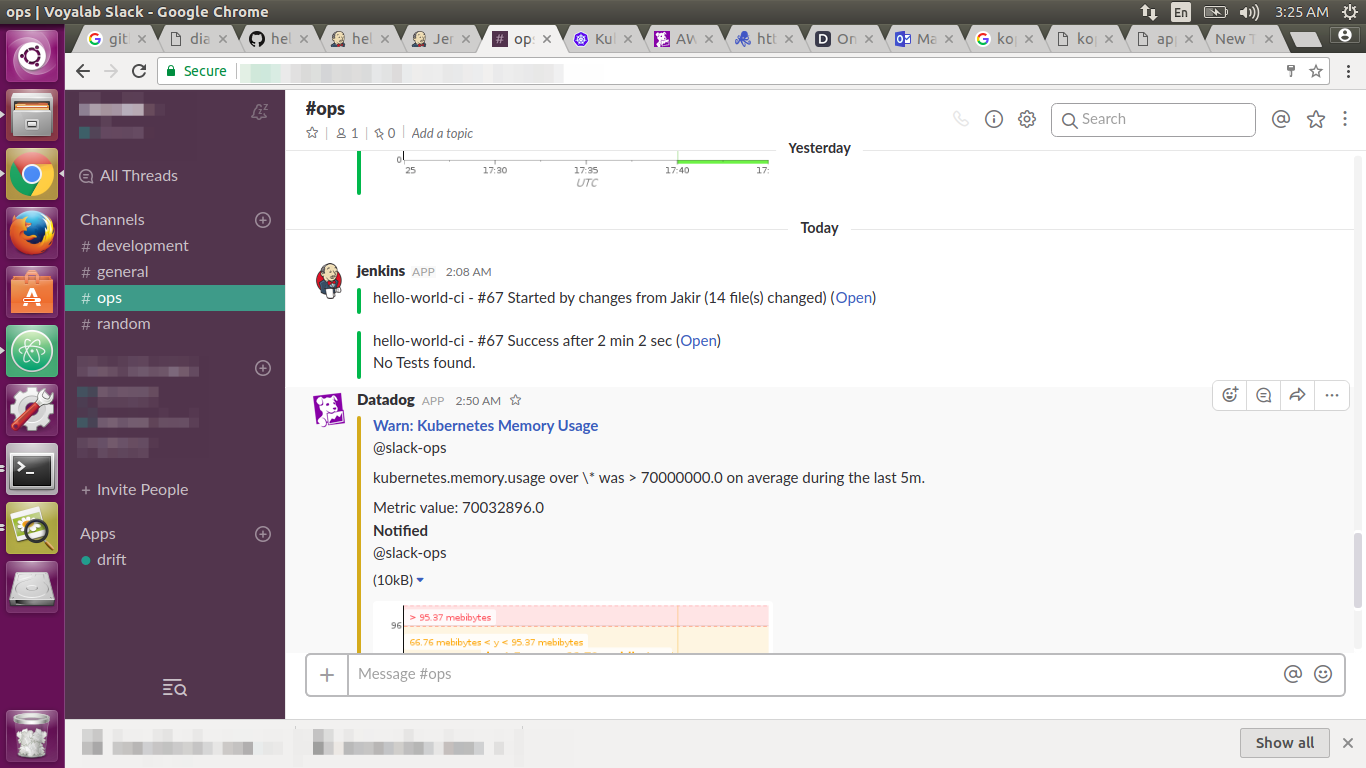 ops | Voyalab Slack - Google Chrome
En
3:25 AM
git
dia
hel
hel
Jer
ops
Kul
AW
htt
On
Ma
kop
kop
app
New T
Secure
#ops
1
0
Add a topic
Search
All Threads
Channels
# development
# general
# ops
# random
+ Invite People
Apps
drift
Yesterday
0
25
17:30
17:35
17:40
17:
UTC
Today
jenkins APP 2:08 AM
hello-world-ci - #67 Started by changes from Jakir (14 file(s) changed) (Open)
hello-world-ci - #67 Success after 2 min 2 sec (Open)
No Tests found.
Datadog APP 2:50 AM
Warn: Kubernetes Memory Usage
@slack-ops
kubernetes.memory.usage over \* was > 70000000.0 on average during the last 5m.
Metric value: 70032896.0
Notified
@slack-ops
(10kB)
> 95.37 mebibytes
96
66.76 mebibytes < y < 95.37 mebibytes
Message #ops
Show all